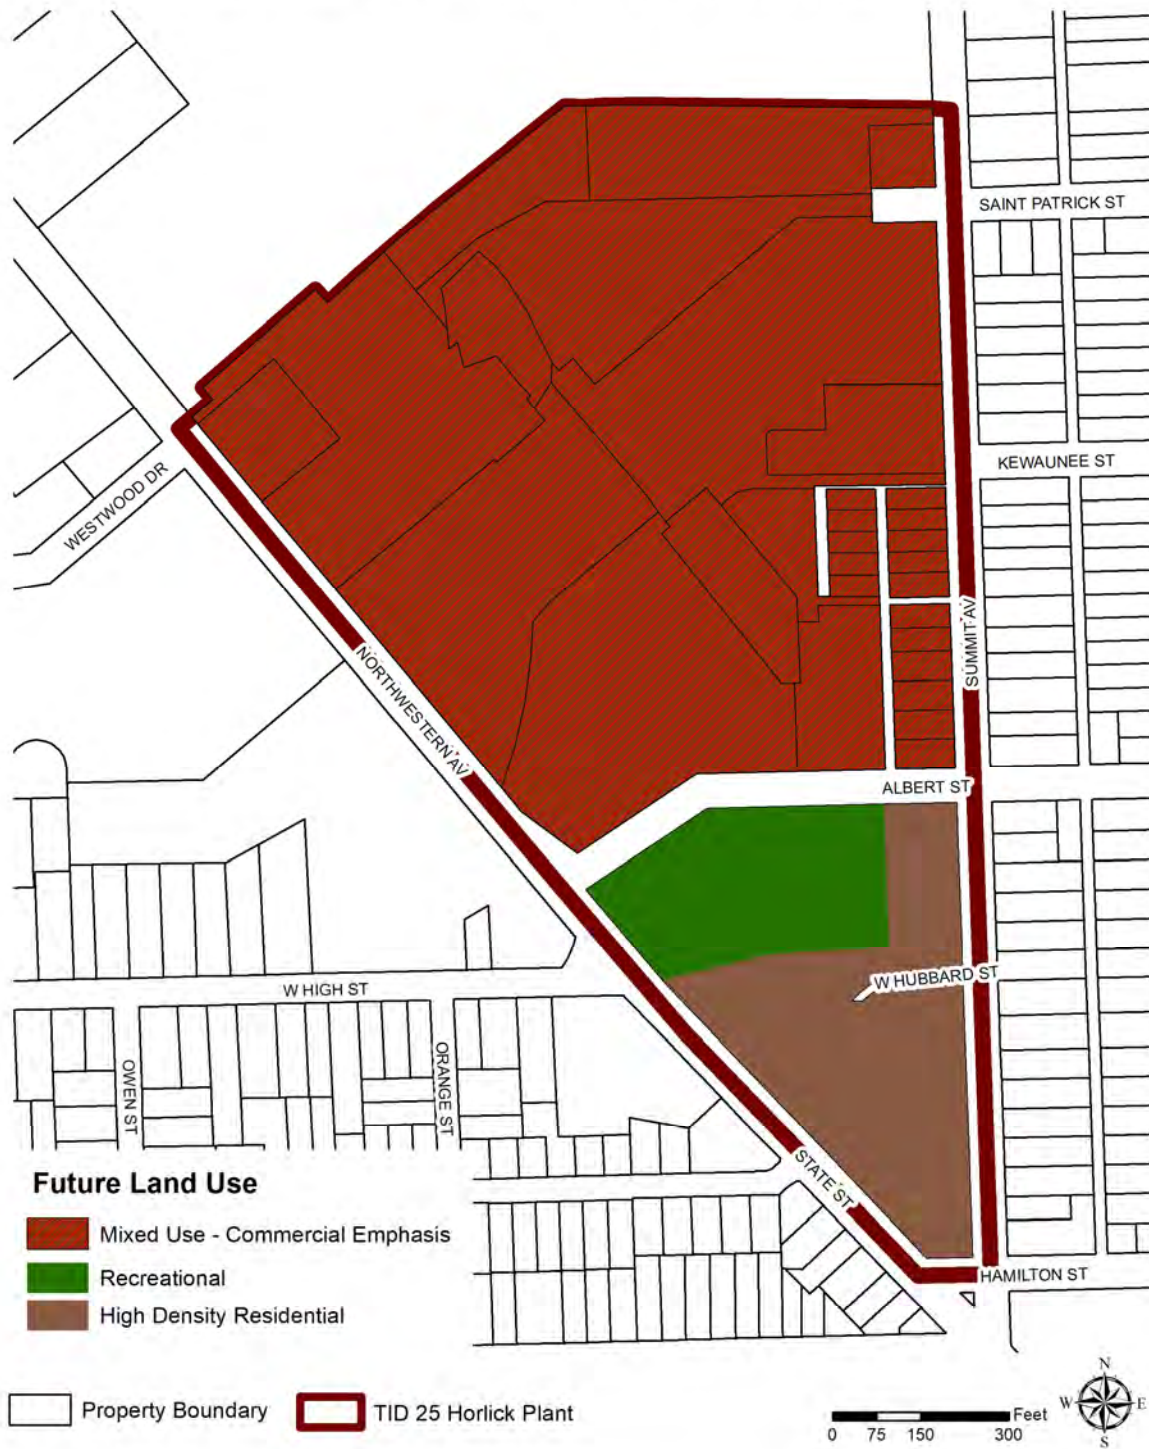 SAINT PATRICK ST
KEWAUNEE ST
WESTWOOD DR
SUMMIT AV
NORTHWESTERN AV
ALBERT ST
W HUBBARD ST
W HIGH ST
OWEN ST
ORANGE ST
STATE ST
HAMILTON ST
Future Land Use
Mixed Use - Commercial Emphasis
Recreational
High Density Residential
Property Boundary
TID 25 Horlick Plant
Feet
0 75 150 300
N
W E
S